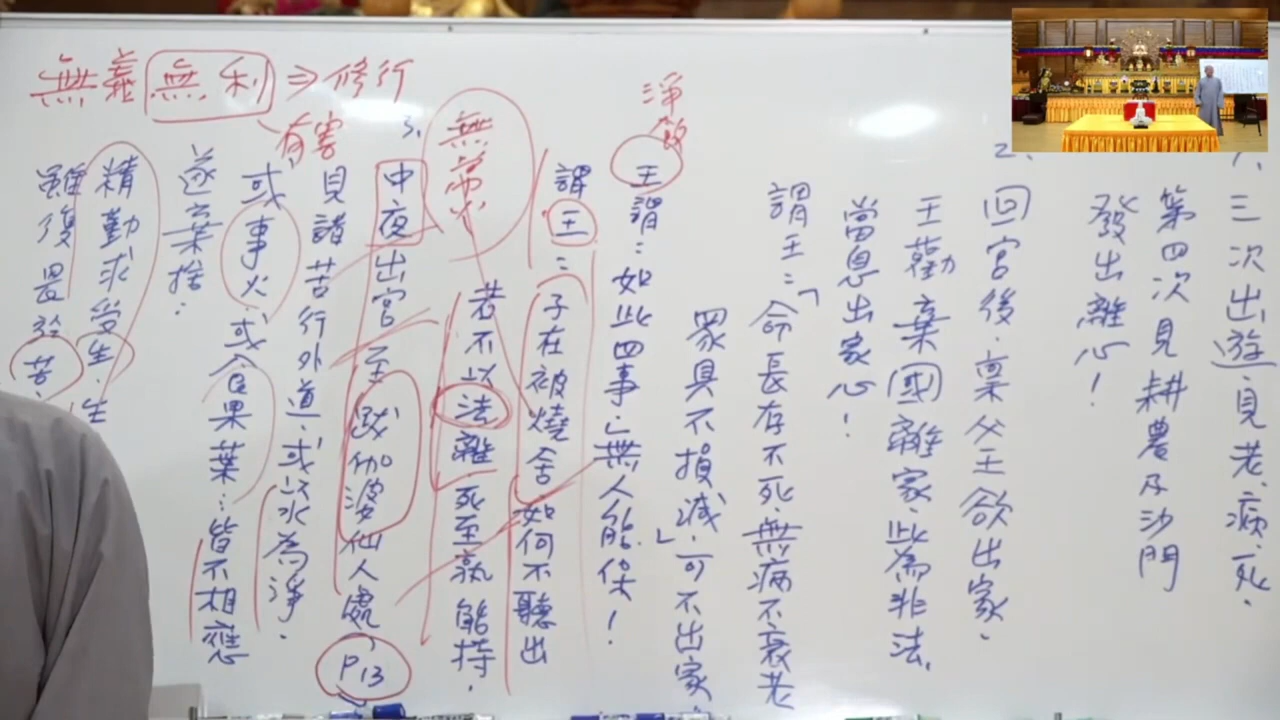 一、三次出遊、見老、病、死、
第四次見耕農及沙門
發出離心！
二、回宮後、稟父王欲出家、
王勸棄國離家、此為非法、
當息出家心！
謂王：「命長存不死、無病不衰老
眾具不損減」、可不出家、
淨飯
王謂：如此四事、」無人能保！
謂王：子在被燒舍如何不聽出
若不以法離死至孰能持、
無常火
3、中夜出宮至跋伽婆仙人處、
P13
見諸苦行外道、或以水為淨、
或事火、或食果葉…皆不相應
遂棄捨、
精勤求受生、生
雖復畏於苦、
無義無利⇒修行
有害